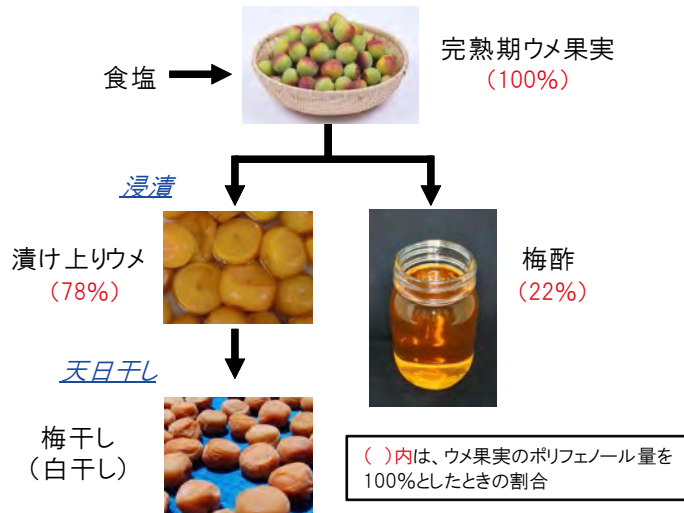 食塩
完熟期ウメ果実
(100%)
浸漬
漬け上りウメ
(78%)
梅酢
(22%)
天日干し
梅干し
(白干し)
( )内は、ウメ果実のポリフェノール量を
100%としたときの割合